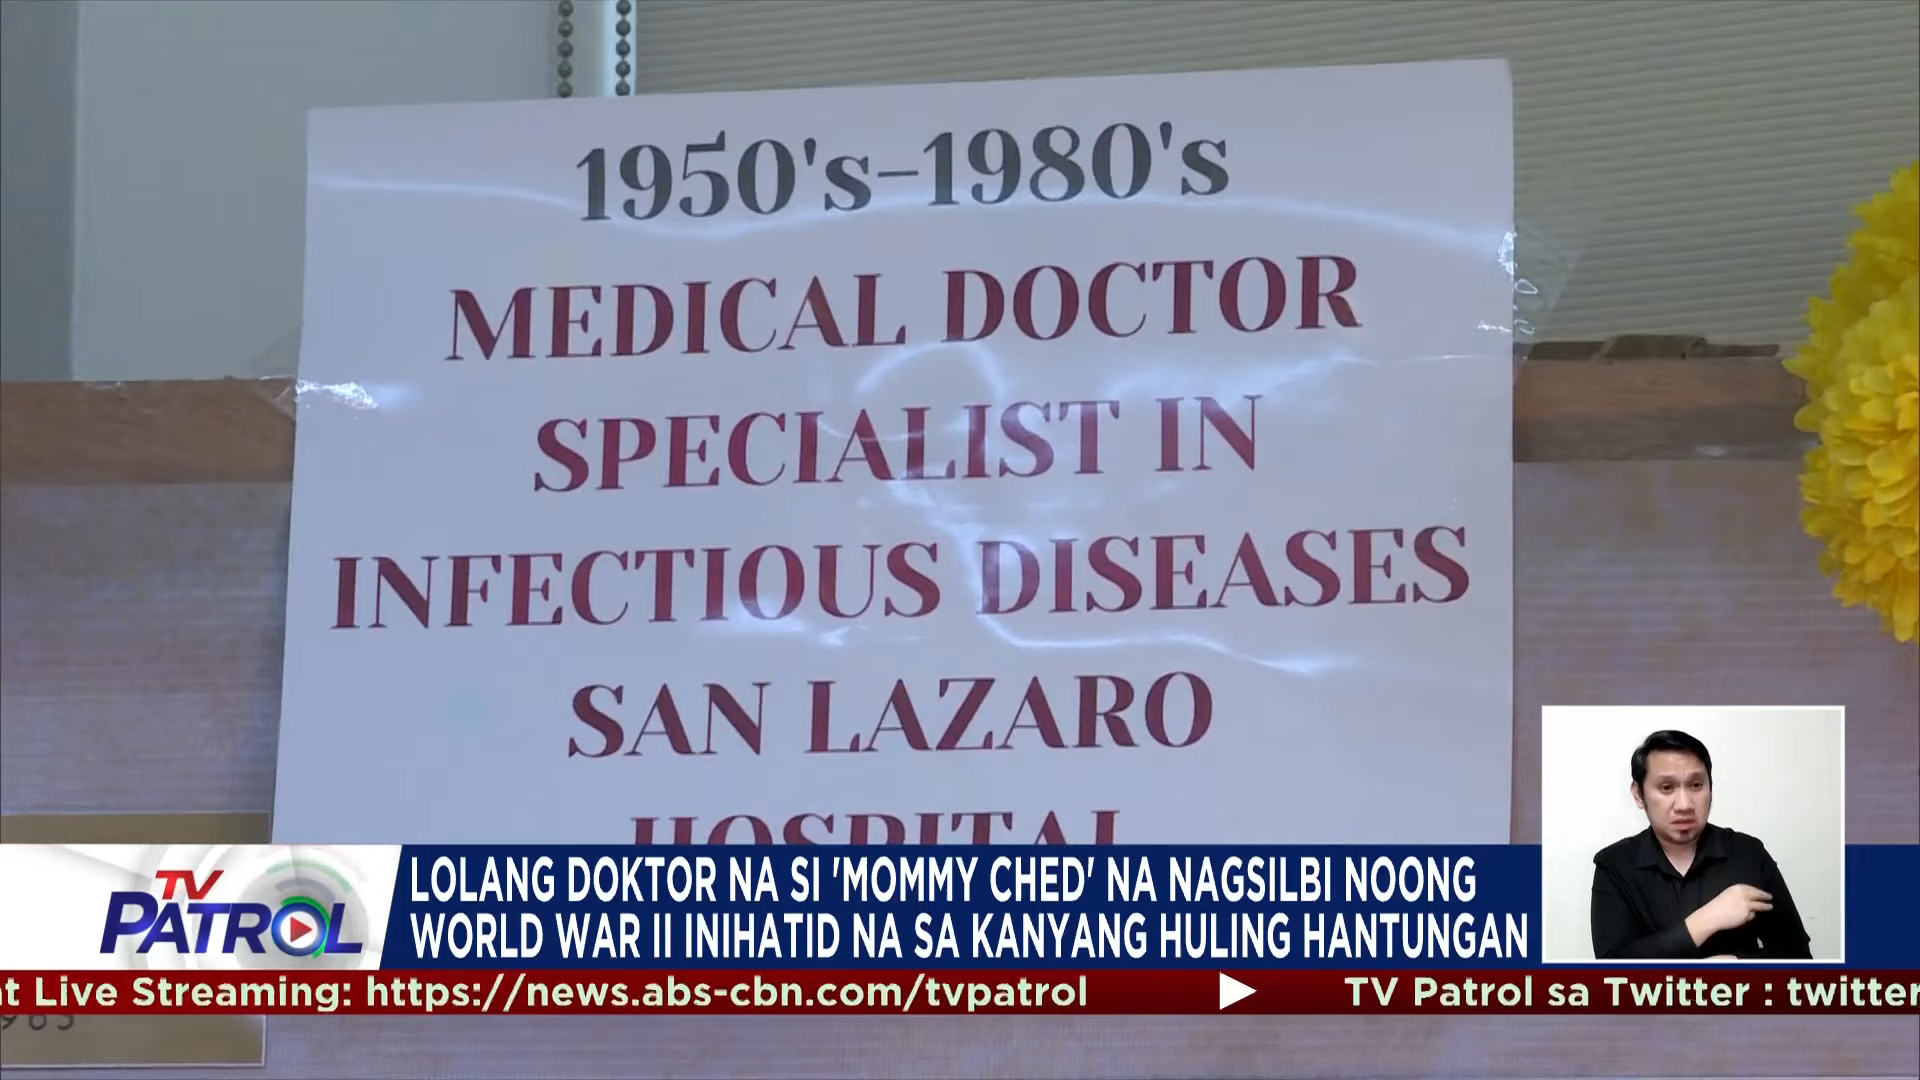 1950's-1980's
MEDICAL DOCTOR
SPECIALIST IN
INFECTIOUS DISEASES
SAN LAZARO
HOSPITAL
TV PATROL
LOLANG DOKTOR NA SI 'MOMMY CHED' NA NAGSILBI NOONG
WORLD WAR II INIHATID NA SA KANYANG HULING HANTUNGAN
Live Streaming: https://news.abs-cbn.com/tvpatrol TV Patrol sa Twitter : twitter